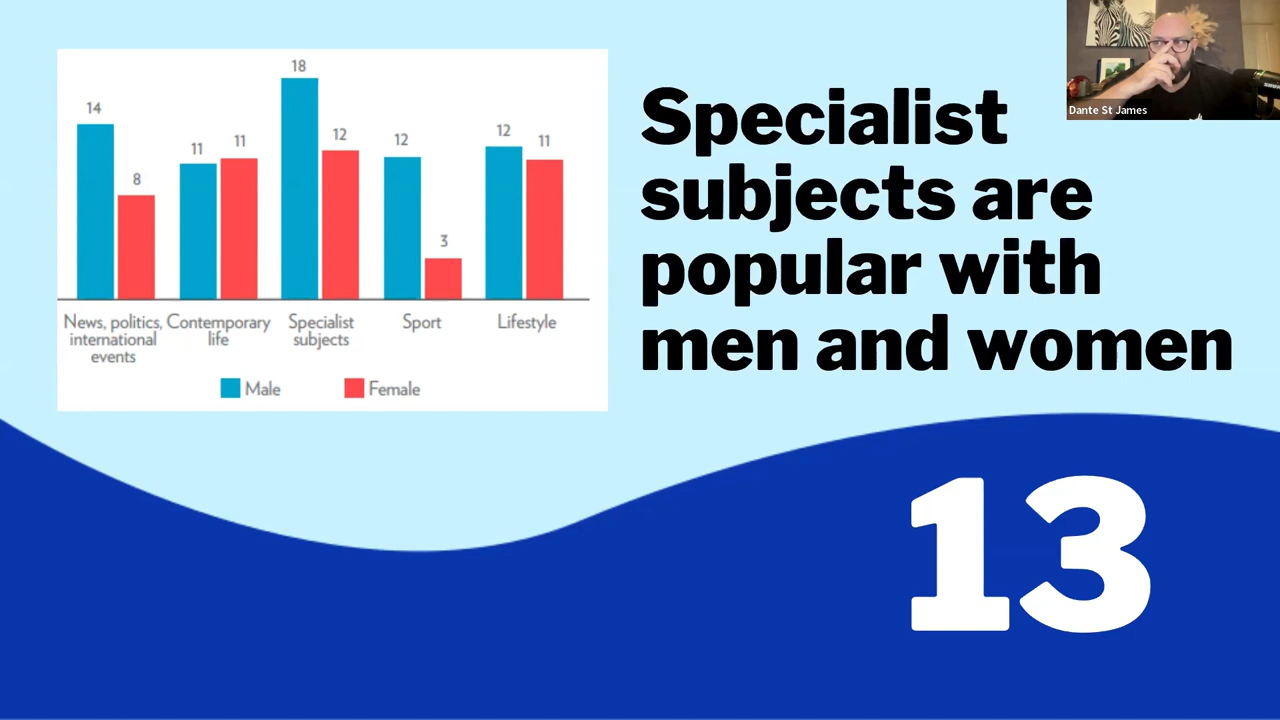 14
8
11
11
18
12
12
3
12
11
News, politics,
international
events
Contemporary
life
Specialist
subjects
Sport
Lifestyle
Male
Female
Specialist
subjects are
popular with
men and women
13
Dante St James